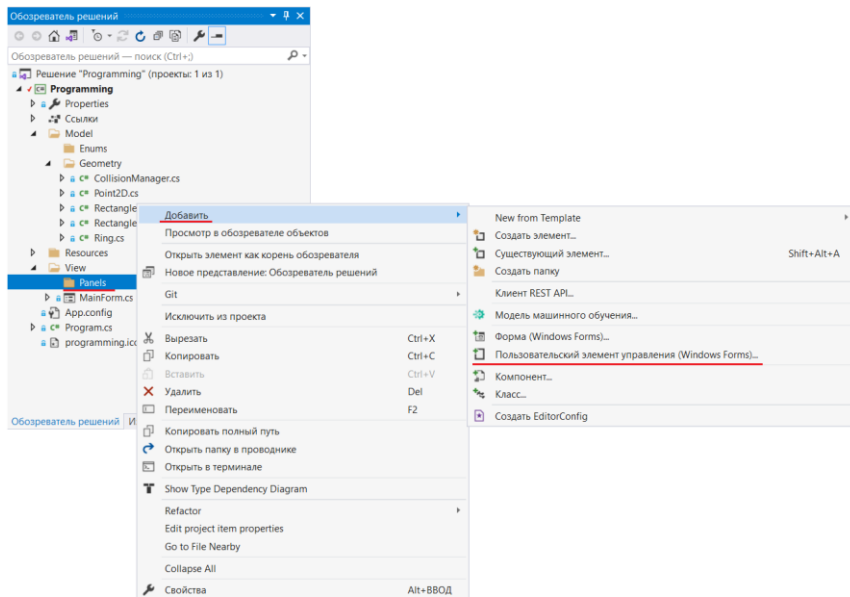 Обозреватель решений
Обозреватель решений — поиск (Ctrl+;)
Решение "Programming" (проекты: 1 из 1)
Programming
Properties
Ссылки
Model
Enums
Geometry
CollisionManager.cs
Point2D.cs
Rectangle
Rectangle
Ring.cs
Resources
View
Panels
MainForm.cs
App.config
Program.cs
programming.ico
Обозреватель решений
И
Добавить
Просмотр в обозревателе объектов
Открыть элемент как корень обозревателя
Новое представление: Обозреватель решений
Git
Исключить из проекта
Вырезать Ctrl+X
Копировать Ctrl+C
Вставить Ctrl+V
Удалить Del
Переименовать F2
Копировать полный путь
Открыть папку в проводнике
Открыть в терминале
Show Type Dependency Diagram
Refactor
Edit project item properties
Go to File Nearby
Collapse All
Свойства Alt+ВВОД
New from Template
Создать элемент...
Существующий элемент... Shift+Alt+A
Создать папку
Клиент REST API...
Модель машинного обучения...
Форма (Windows Forms)...
Пользовательский элемент управления (Windows Forms)...
Компонент...
Класс...
Создать EditorConfig